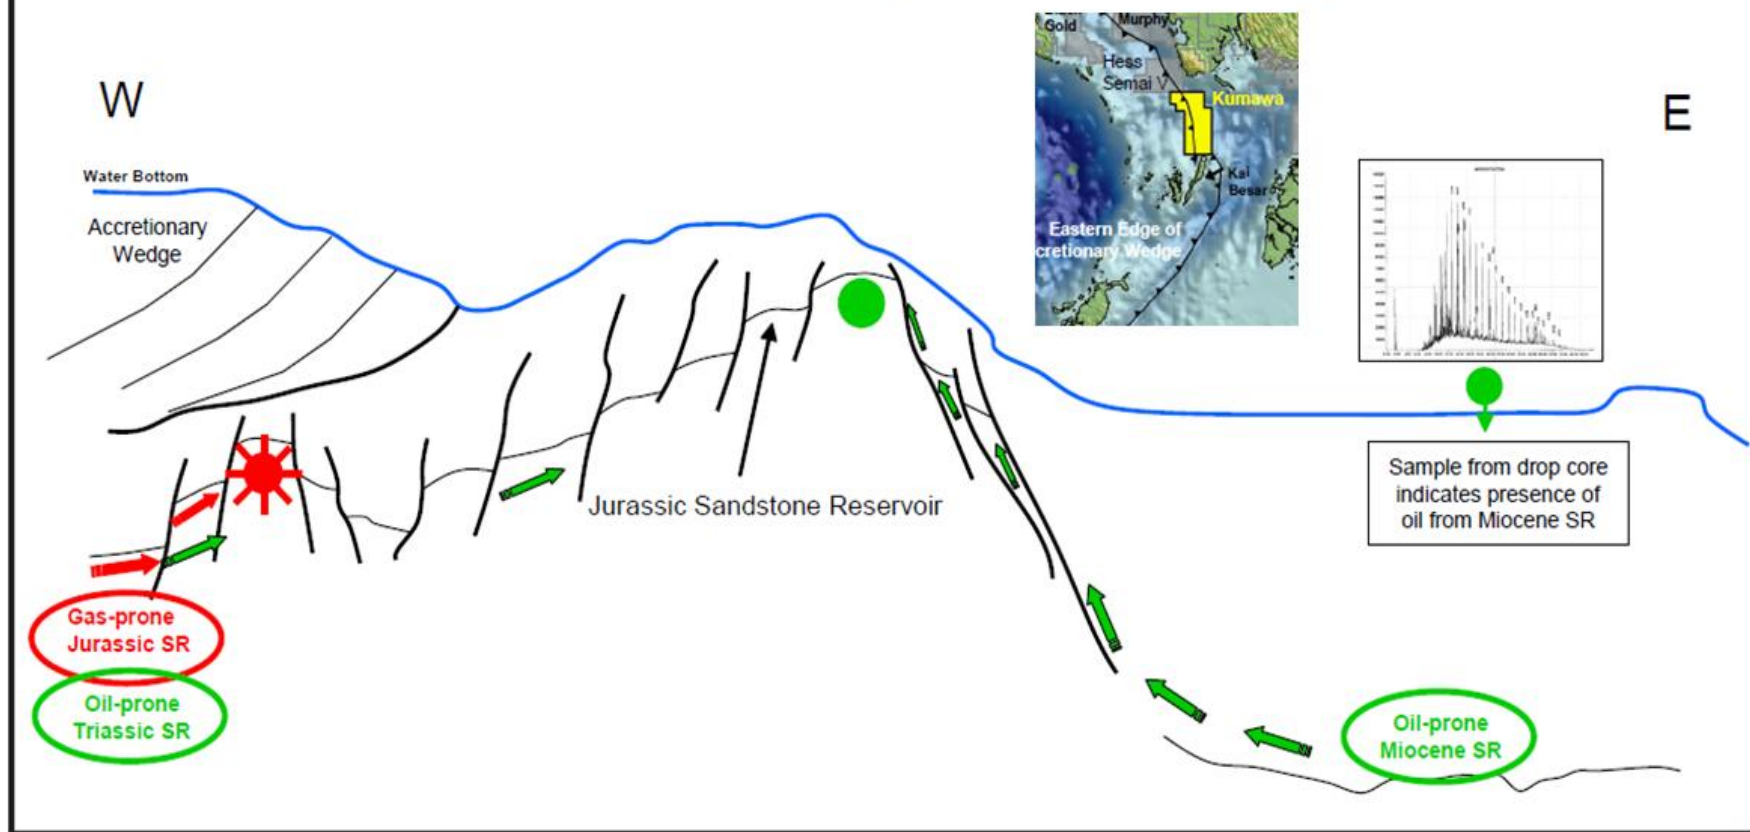 Gold
Murphy
Hess
Semai V
Kumawa
Kai
Besar
Eastern Edge of
cretionary Wedge
W
E
Water Bottom
Accretionary
Wedge
Jurassic Sandstone Reservoir
Sample from drop core
indicates presence of
oil from Miocene SR
Gas-prone
Jurassic SR
Oil-prone
Triassic SR
Oil-prone
Miocene SR